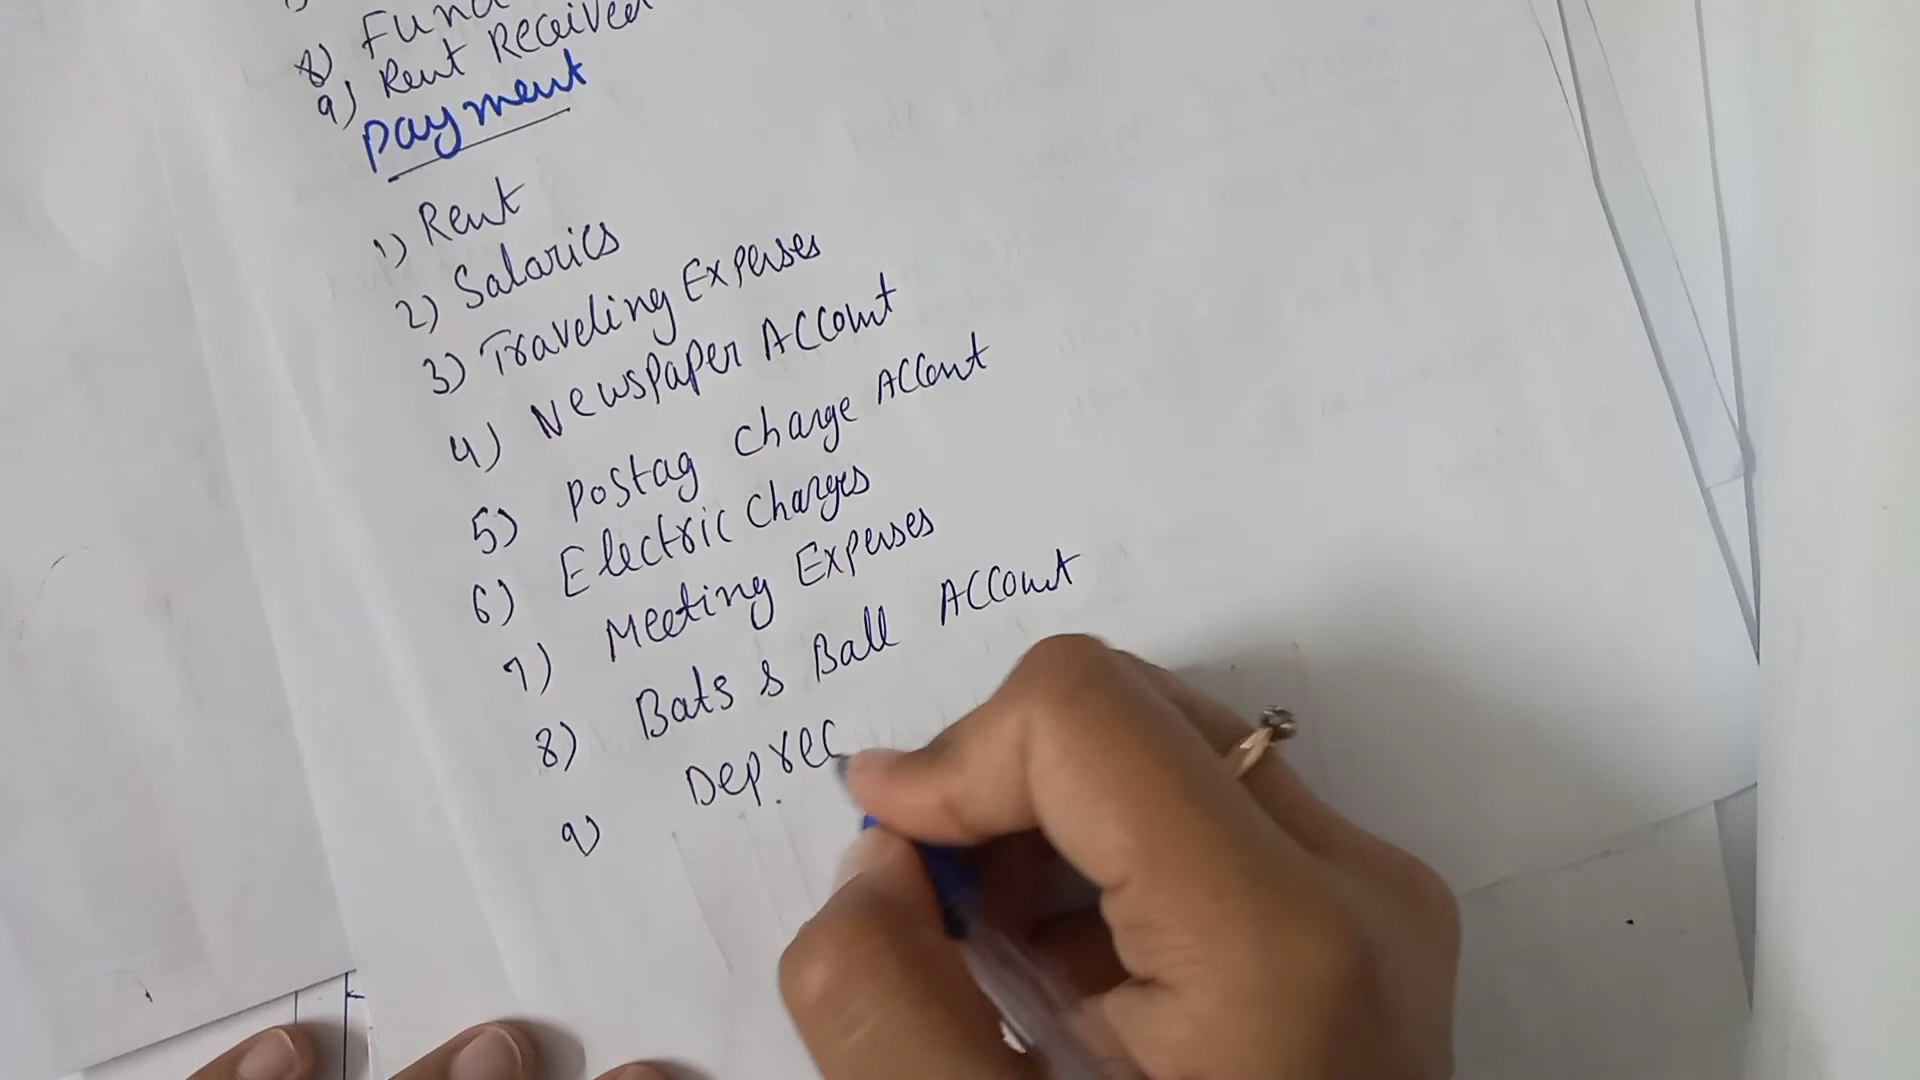 8) Fund
9) Rent Received
Payment
1) Rent
2) Salaries
3) Traveling Expenses
4) Newspaper Account
5) Postag Charge Accont
6) Electric Charges
7) Meeting Expenses
8) Bats & Ball Account
9) Deprec